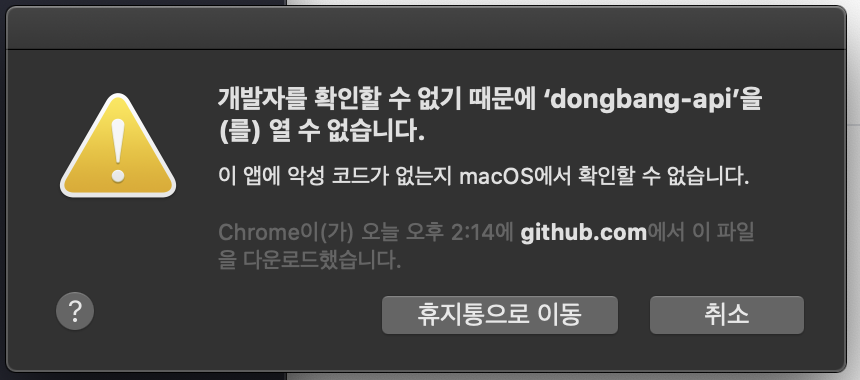 개발자를 확인할 수 없기 때문에 ‘dongbang-api’을
(를) 열 수 없습니다.
이 앱에 악성 코드가 없는지 macOS에서 확인할 수 없습니다.
Chrome이(가) 오늘 오후 2:14에 github.com에서 이 파일
을 다운로드했습니다.
?
휴지통으로 이동
취소